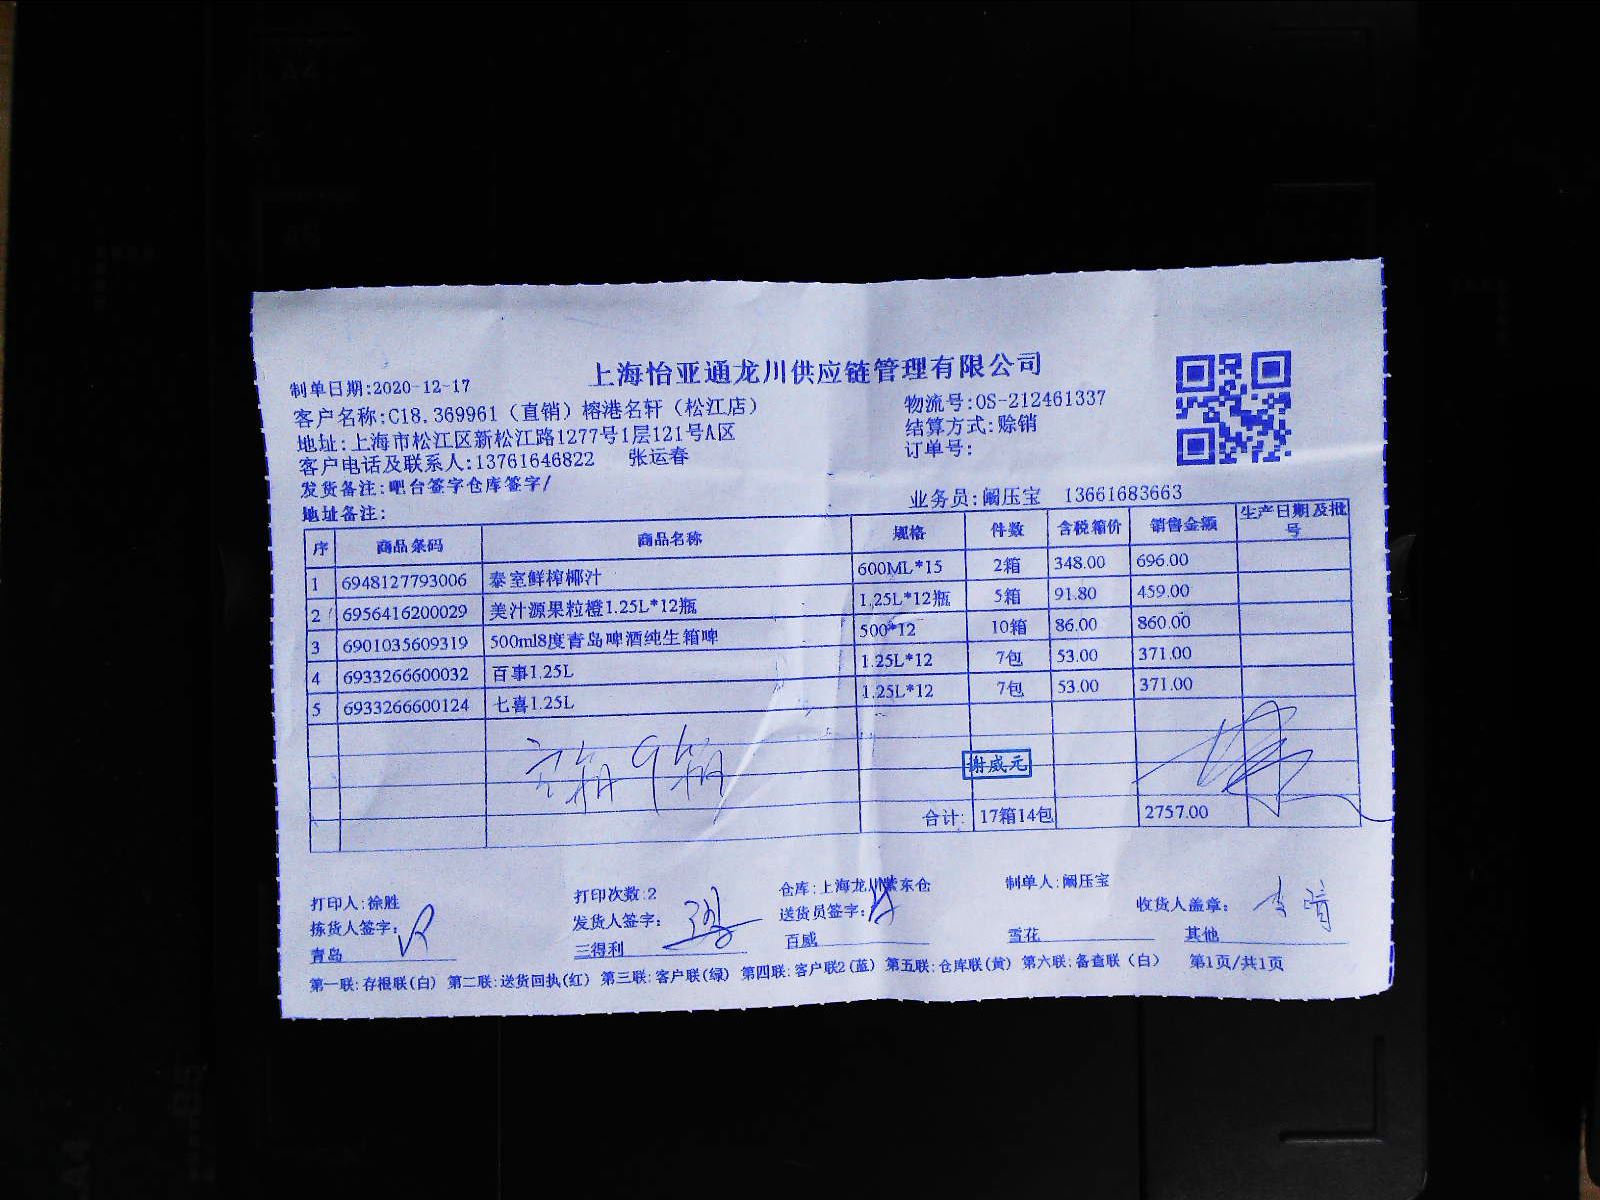 上海怡亚通龙川供应链管理有限公司
制单日期:2020-12-17
客户名称:C18.369961（直销）榕港名轩（松江店） 物流号:OS-212461337
地址:上海市松江区新松江路1277号1层121号A区 结算方式:赊销
客户电话及联系人:13761646822 张运春 订单号:
发货备注:吧台签字仓库签字/
地址备注: 业务员:阚压宝 13661683663
序 商品条码 商品名称 规格 件数 含税箱价 销售金额 生产日期及批号
1 6948127793006 泰室鲜榨椰汁 600ML*15 2箱 348.00 696.00
2 6956416200029 美汁源果粒橙1.25L*12瓶 1.25L*12瓶 5箱 91.80 459.00
3 6901035609319 500ml8度青岛啤酒纯生箱啤 500*12 10箱 86.00 860.00
4 6933266600032 百事1.25L 1.25L*12 7包 53.00 371.00
5 6933266600124 七喜1.25L 1.25L*12 7包 53.00 371.00
箱 9箱
谢威元
合计: 17箱14包 2757.00
打印人:徐胜 打印次数:2 仓库:上海龙川紫东仓 制单人:阚压宝
拣货人签字: 发货人签字: 送货员签字: 收货人盖章:
青岛 三得利 百威 雪花 其他
第一联:存根联(白) 第二联:送货回执(红) 第三联:客户联(绿) 第四联:客户联2(蓝) 第五联:仓库联(黄) 第六联:备查联（白） 第1页/共1页